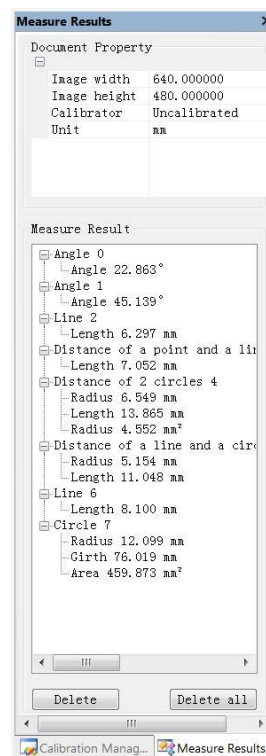 Measure Results
Document Property
Image width 640.000000
Image height 480.000000
Calibrator Uncalibrated
Unit mm
Measure Result
Angle 0
Angle 22.863°
Angle 1
Angle 45.139°
Line 2
Length 6.297 mm
Distance of a point and a lin
Length 7.052 mm
Distance of 2 circles 4
Radius 6.549 mm
Length 13.865 mm
Radius 4.552 mm²
Distance of a line and a circ
Radius 5.154 mm
Length 11.048 mm
Line 6
Length 8.100 mm
Circle 7
Radius 12.099 mm
Girth 76.019 mm
Area 459.873 mm²
Delete Delete all
Calibration Manag... Measure Results